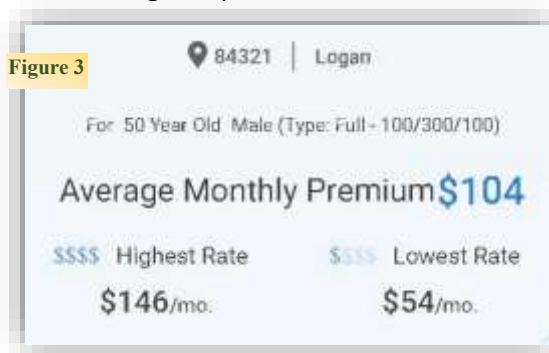 84321 | Logan
Figure 3
For 50 Year Old Male (Type: Full - 100/300/100)
Average Monthly Premium $104
$$$$ Highest Rate $$$$ Lowest Rate
$146/mo. $54/mo.